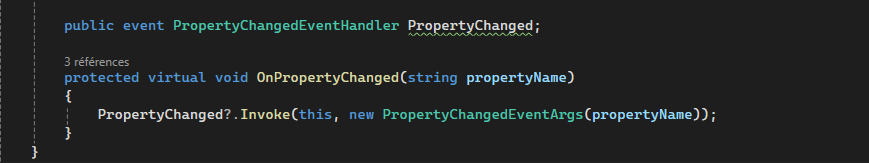 public event PropertyChangedEventHandler PropertyChanged;
3 références
protected virtual void OnPropertyChanged(string propertyName)
{
PropertyChanged?.Invoke(this, new PropertyChangedEventArgs(propertyName));
}
}